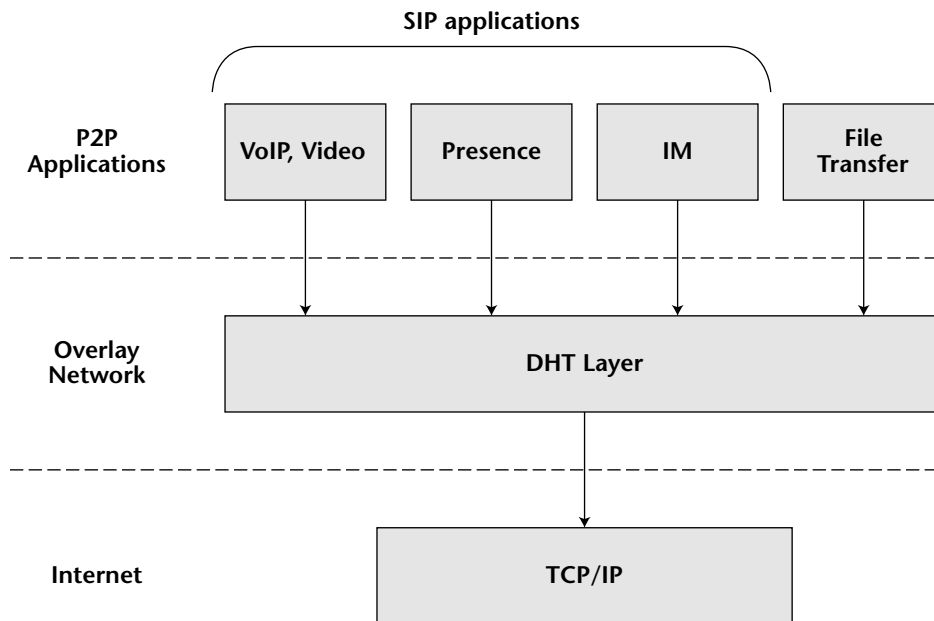 SIP applications
P2P
Applications
VoIP, Video
Presence
IM
File
Transfer
Overlay
Network
DHT Layer
Internet
TCP/IP